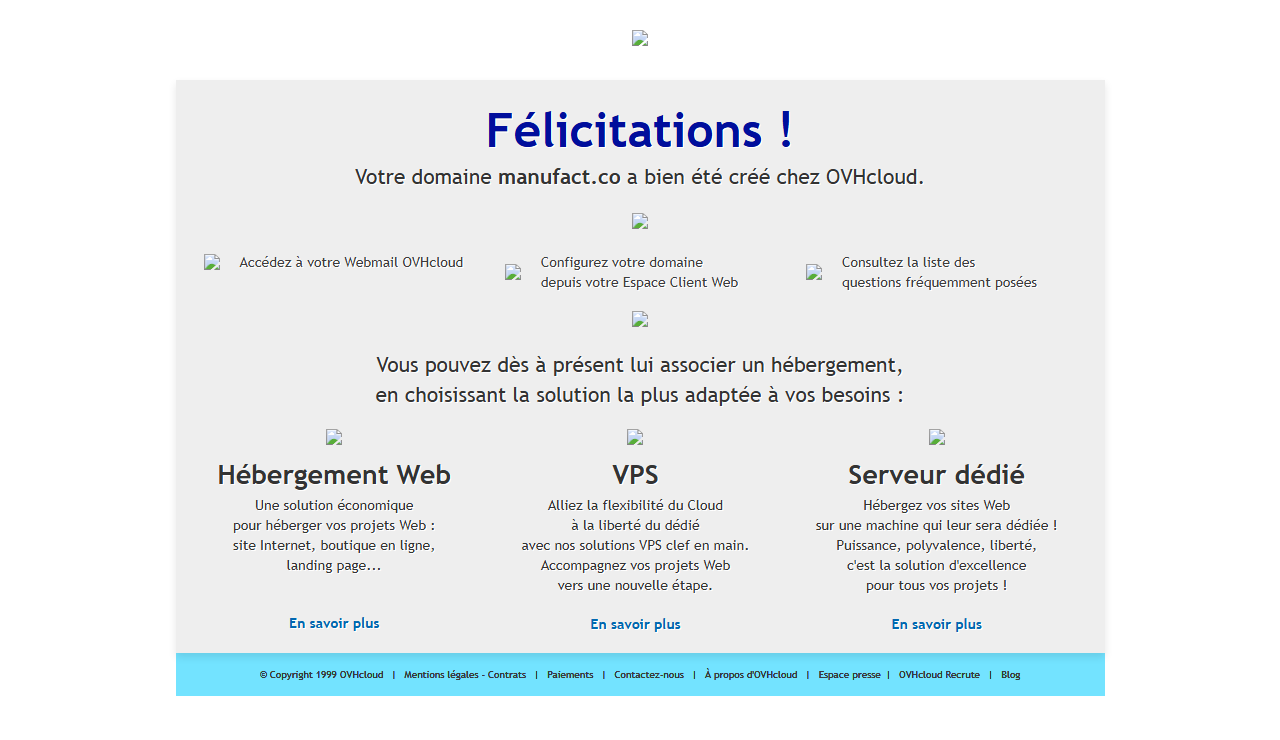 Félicitations !
Votre domaine manufact.co a bien été créé chez OVHcloud.
Accédez à votre Webmail OVHcloud
Configurez votre domaine
depuis votre Espace Client Web
Consultez la liste des
questions fréquemment posées
Vous pouvez dès à présent lui associer un hébergement,
en choisissant la solution la plus adaptée à vos besoins :
Hébergement Web
Une solution économique
pour héberger vos projets Web :
site Internet, boutique en ligne,
landing page...
En savoir plus
VPS
Alliez la flexibilité du Cloud
à la liberté du dédié
avec nos solutions VPS clef en main.
Accompagnez vos projets Web
vers une nouvelle étape.
En savoir plus
Serveur dédié
Hébergez vos sites Web
sur une machine qui leur sera dédiée !
Puissance, polyvalence, liberté,
c'est la solution d'excellence
pour tous vos projets !
En savoir plus
© Copyright 1999 OVHcloud | Mentions légales - Contrats | Paiements | Contactez-nous | À propos d'OVHcloud | Espace presse | OVHcloud Recrute | Blog